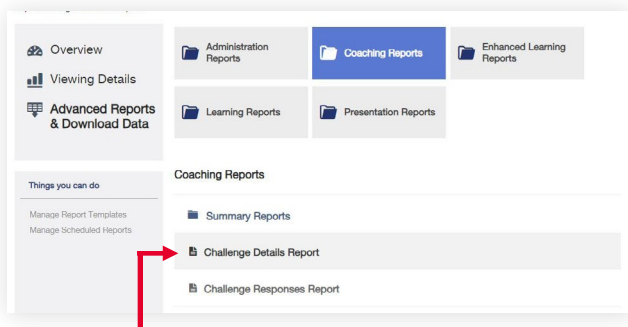 Overview
Viewing Details
Advanced Reports
& Download Data
Administration
Reports
Coaching Reports
Enhanced Learning
Reports
Learning Reports
Presentation Reports
Things you can do
Manage Report Templates
Manage Scheduled Reports
Coaching Reports
Summary Reports
Challenge Details Report
Challenge Responses Report